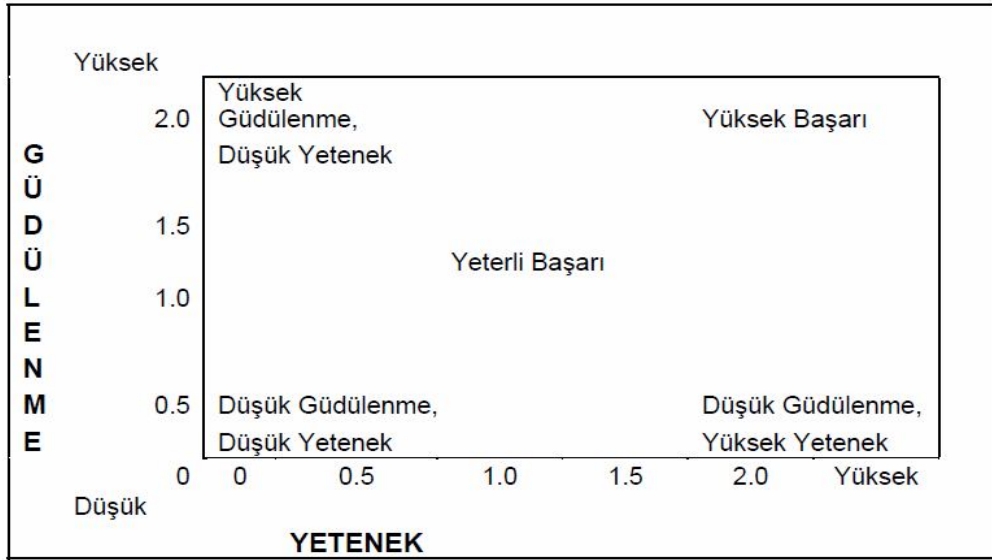 Yüksek
Yüksek
2.0 Güdülenme, Yüksek Başarı
Düşük Yetenek
1.5
Yeterli Başarı
1.0
0.5 Düşük Güdülenme, Düşük Güdülenme,
Düşük Yetenek Yüksek Yetenek
0 0 0.5 1.0 1.5 2.0 Yüksek
Düşük
YETENEK
G
Ü
D
Ü
L
E
N
M
E